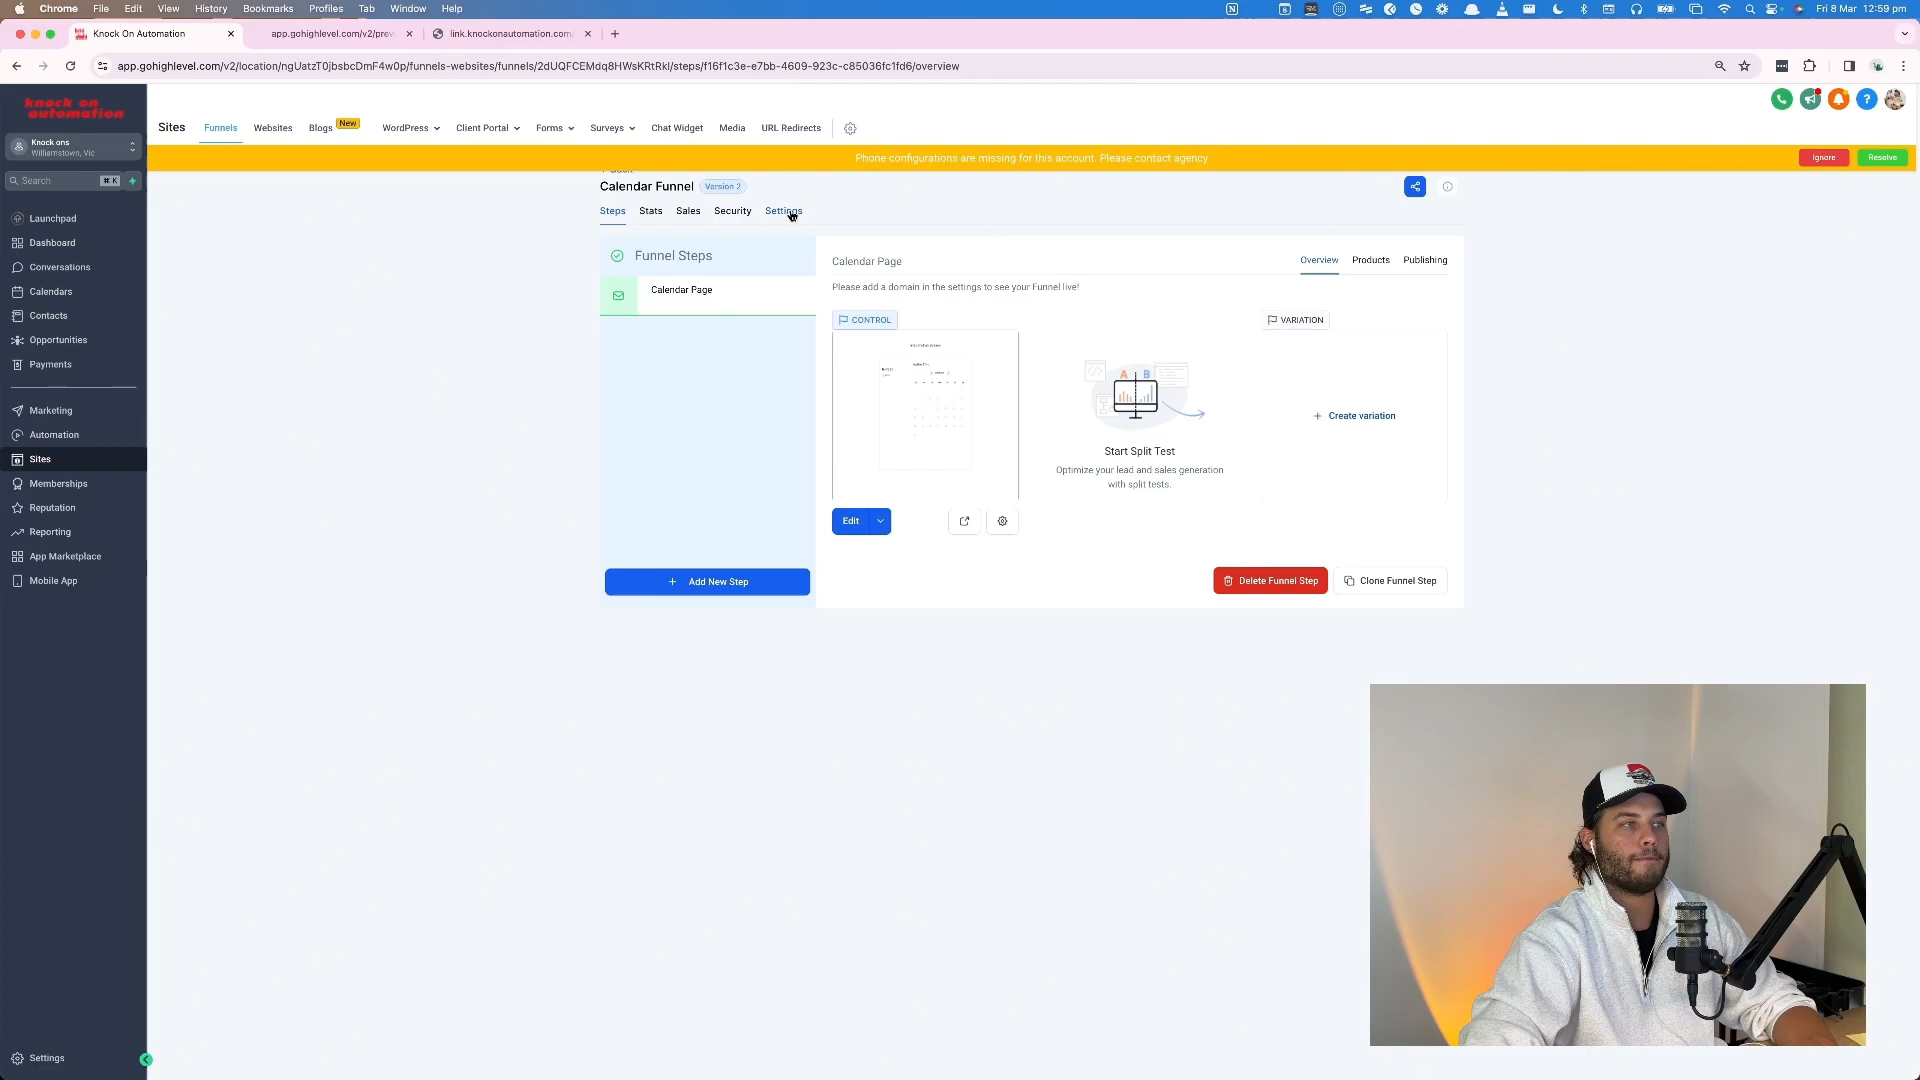 Chrome File Edit View History Bookmarks Profiles Tab Window Help
Fri 8 Mar 12:59 pm
Knock On Automation
app.gohighlevel.com/v2/prev
link.knockonautomation.com
app.gohighlevel.com/v2/location/ngUatzT0jbsbcDmF4w0p/funnels-websites/funnels/2dUQFCEMdq8HWsKRtRkl/steps/f16f1c3e-e7bb-4609-923c-c85036fc1fd6/overview
knock on
automation
Knock ons
Williamstown, Vic
Search ⌘ K
Launchpad
Dashboard
Conversations
Calendars
Contacts
Opportunities
Payments
Marketing
Automation
Sites
Memberships
Reputation
Reporting
App Marketplace
Mobile App
Settings
Sites Funnels Websites Blogs New WordPress Client Portal Forms Surveys Chat Widget Media URL Redirects
Phone configurations are missing for this account. Please contact agency Ignore Resolve
Calendar Funnel Version 2
Steps Stats Sales Security Settings
Funnel Steps
Calendar Page
Add New Step
Calendar Page Overview Products Publishing
Please add a domain in the settings to see your Funnel live!
CONTROL VARIATION
A B
Start Split Test
Optimize your lead and sales generation
with split tests.
+ Create variation
Edit
Delete Funnel Step Clone Funnel Step